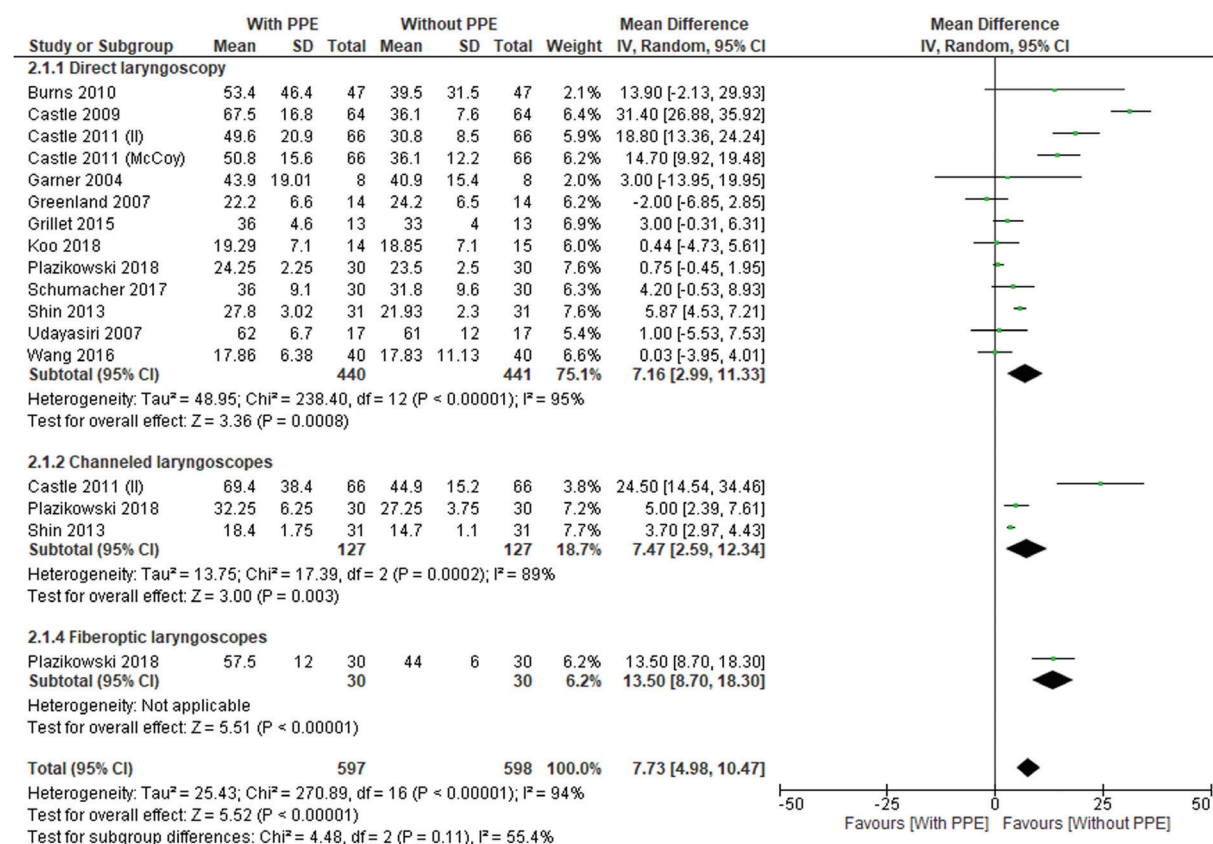 With PPE Without PPE Mean Difference Mean Difference
Study or Subgroup Mean SD Total Mean SD Total Weight IV, Random, 95% CI IV, Random, 95% CI
2.1.1 Direct laryngoscopy
Burns 2010 53.4 46.4 47 39.5 31.5 47 2.1% 13.90 [-2.13, 29.93]
Castle 2009 67.5 16.8 64 36.1 7.6 64 6.4% 31.40 [26.88, 35.92]
Castle 2011 (II) 49.6 20.9 66 30.8 8.5 66 5.9% 18.80 [13.36, 24.24]
Castle 2011 (McCoy) 50.8 15.6 66 36.1 12.2 66 6.2% 14.70 [9.92, 19.48]
Garner 2004 43.9 19.01 8 40.9 15.4 8 2.0% 3.00 [-13.95, 19.95]
Greenland 2007 22.2 6.6 14 24.2 6.5 14 6.2% -2.00 [-6.85, 2.85]
Grillet 2015 36 4.6 13 33 4 13 6.9% 3.00 [-0.31, 6.31]
Koo 2018 19.29 7.1 14 18.85 7.1 15 6.0% 0.44 [-4.73, 5.61]
Plazikowski 2018 24.25 2.25 30 23.5 2.5 30 7.6% 0.75 [-0.45, 1.95]
Schumacher 2017 36 9.1 30 31.8 9.6 30 6.3% 4.20 [-0.53, 8.93]
Shin 2013 27.8 3.02 31 21.93 2.3 31 7.6% 5.87 [4.53, 7.21]
Udayasiri 2007 62 6.7 17 61 12 17 5.4% 1.00 [-5.53, 7.53]
Wang 2016 17.86 6.38 40 17.83 11.13 40 6.6% 0.03 [-3.95, 4.01]
Subtotal (95% CI) 440 441 75.1% 7.16 [2.99, 11.33]
Heterogeneity: Tau² = 48.95; Chi² = 238.40, df = 12 (P < 0.00001); I² = 95%
Test for overall effect: Z = 3.36 (P = 0.0008)
2.1.2 Channeled laryngoscopes
Castle 2011 (II) 69.4 38.4 66 44.9 15.2 66 3.8% 24.50 [14.54, 34.46]
Plazikowski 2018 32.25 6.25 30 27.25 3.75 30 7.2% 5.00 [2.39, 7.61]
Shin 2013 18.4 1.75 31 14.7 1.1 31 7.7% 3.70 [2.97, 4.43]
Subtotal (95% CI) 127 127 18.7% 7.47 [2.59, 12.34]
Heterogeneity: Tau² = 13.75; Chi² = 17.39, df = 2 (P = 0.0002); I² = 89%
Test for overall effect: Z = 3.00 (P = 0.003)
2.1.4 Fiberoptic laryngoscopes
Plazikowski 2018 57.5 12 30 44 6 30 6.2% 13.50 [8.70, 18.30]
Subtotal (95% CI) 30 30 6.2% 13.50 [8.70, 18.30]
Heterogeneity: Not applicable
Test for overall effect: Z = 5.51 (P < 0.00001)
Total (95% CI) 597 598 100.0% 7.73 [4.98, 10.47]
Heterogeneity: Tau² = 25.43; Chi² = 270.89, df = 16 (P < 0.00001); I² = 94%
Test for overall effect: Z = 5.52 (P < 0.00001)
Test for subgroup differences: Chi² = 4.48, df = 2 (P = 0.11), I² = 55.4%
-50 0 25 50
Favours [With PPE] Favours [Without PPE]